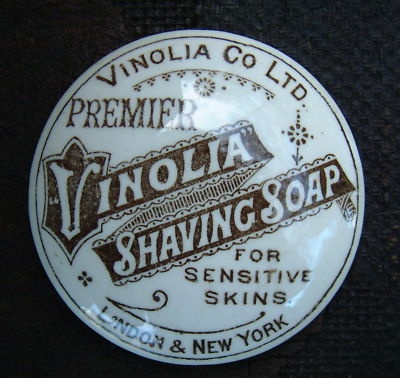 VINOLIA CO LTD.
PREMIER
"VINOLIA"
SHAVING SOAP
FOR
SENSITIVE
SKINS
LONDON & NEW YORK